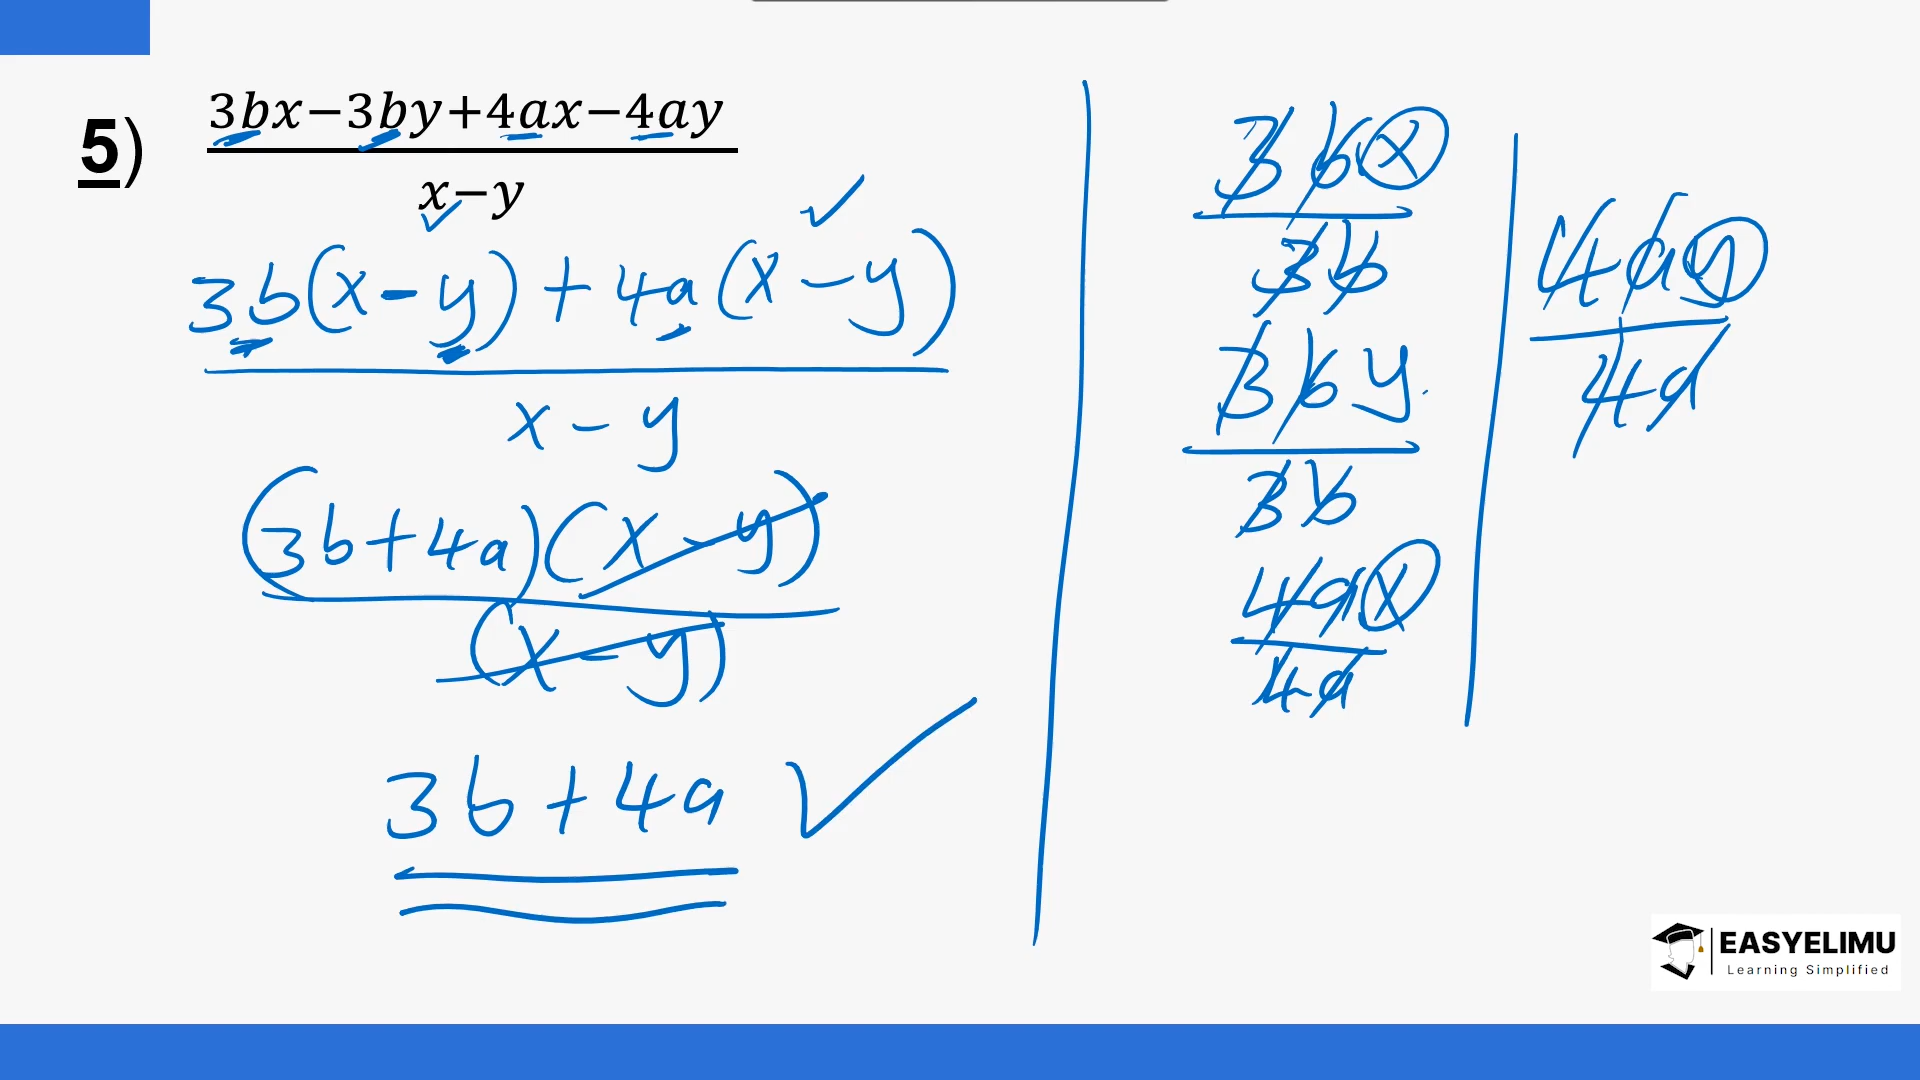 5)
3bx−3by+4ax−4ay
x−y
3b(x-y) + 4a(x-y)
x - y
(3b+4a)(x-y)
(x-y)
3b + 4a
3bx
3b
3by
3b
4ax
4a
4ay
4a
EASYELIMU
Learning Simplified